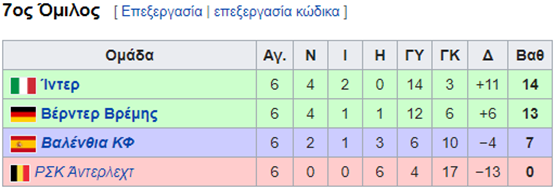 7ος Όμιλος [ Επεξεργασία | επεξεργασία κώδικα ]
Ομάδα Αγ. Ν Ι Η ΓΥ ΓΚ Δ Βαθ
Ίντερ 6 4 2 0 14 3 +11 14
Βέρντερ Βρέμης 6 4 1 1 12 6 +6 13
Βαλένθια ΚΦ 6 2 1 3 6 10 −4 7
ΡΣΚ Άντερλεχτ 6 0 0 6 4 17 −13 0